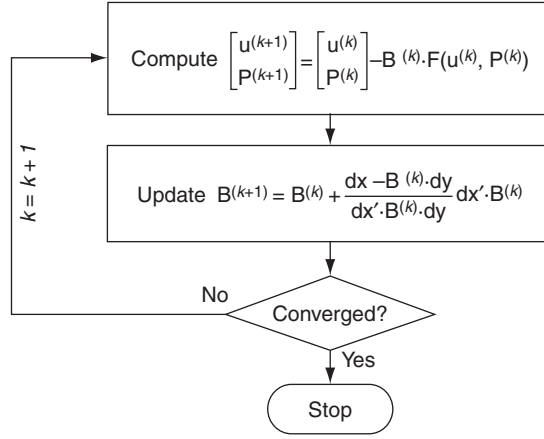 Compute [u^(k+1) P^(k+1)] = [u^(k) P^(k)] –B^(k)·F(u^(k), P^(k))
Update B^(k+1) = B^(k) + (dx –B^(k)·dy)/(dx′·B^(k)·dy) dx′·B^(k)
k = k + 1
Converged?
No
Yes
Stop